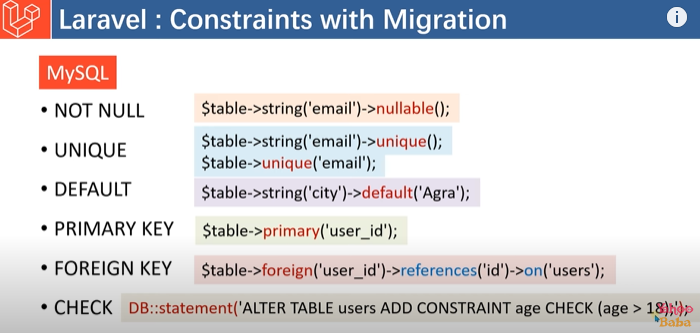 Laravel : Constraints with Migration
MySQL
• NOT NULL $table->string('email')->nullable();
• UNIQUE $table->string('email')->unique();
$table->unique('email');
• DEFAULT $table->string('city')->default('Agra');
• PRIMARY KEY $table->primary('user_id');
• FOREIGN KEY $table->foreign('user_id')->references('id')->on('users');
• CHECK DB::statement('ALTER TABLE users ADD CONSTRAINT age CHECK (age > 18);');
Baba